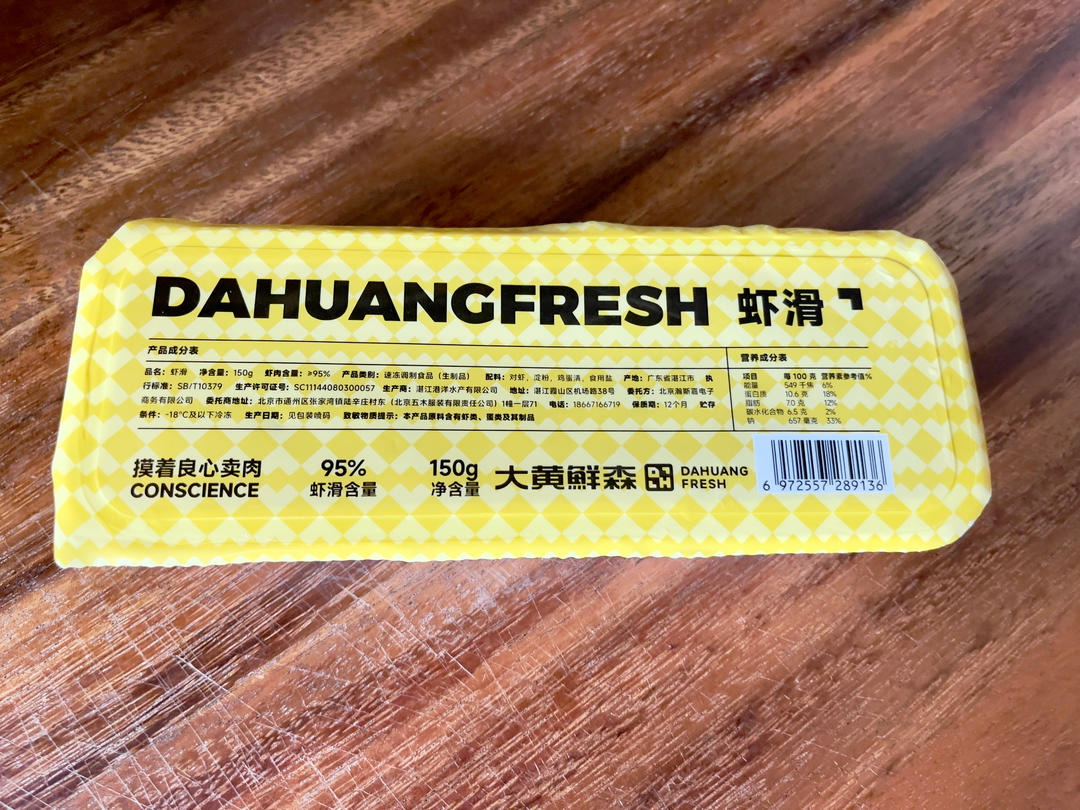 DAHUANGFRESH 虾滑
产品成分表
品名：虾滑 净含量：150g 虾肉含量：≥95% 产品类别：速冻调制食品（生制品） 配料：对虾、淀粉、鸡蛋清、食用盐 产地：广东省湛江市 执
行标准：SB/T10379 生产许可证号：SC11144080300057 生产商：湛江港洋水产有限公司 地址：湛江霞山区机场路38号 委托方：北京瀚斯嘉电子
商务有限公司 委托商地址：北京市通州区张家湾镇陆辛庄村东（北京五木服装有限责任公司）1幢一层71 电话：18667166719 保质期：12个月 贮存
条件：-18℃及以下冷冻 生产日期：见包装喷码 致敏物质提示：本产品原料含有虾类、蛋类及其制品
营养成分表
项目 每 100 克 营养素参考值%
能量 549 千焦 6%
蛋白质 10.6 克 18%
脂肪 7.0 克 12%
碳水化合物 6.5 克 2%
钠 657 毫克 33%
摸着良心卖肉
CONSCIENCE
95%
虾滑含量
150g
净含量
大黄鮮森
DAHUANG
FRESH
6 972557 289136